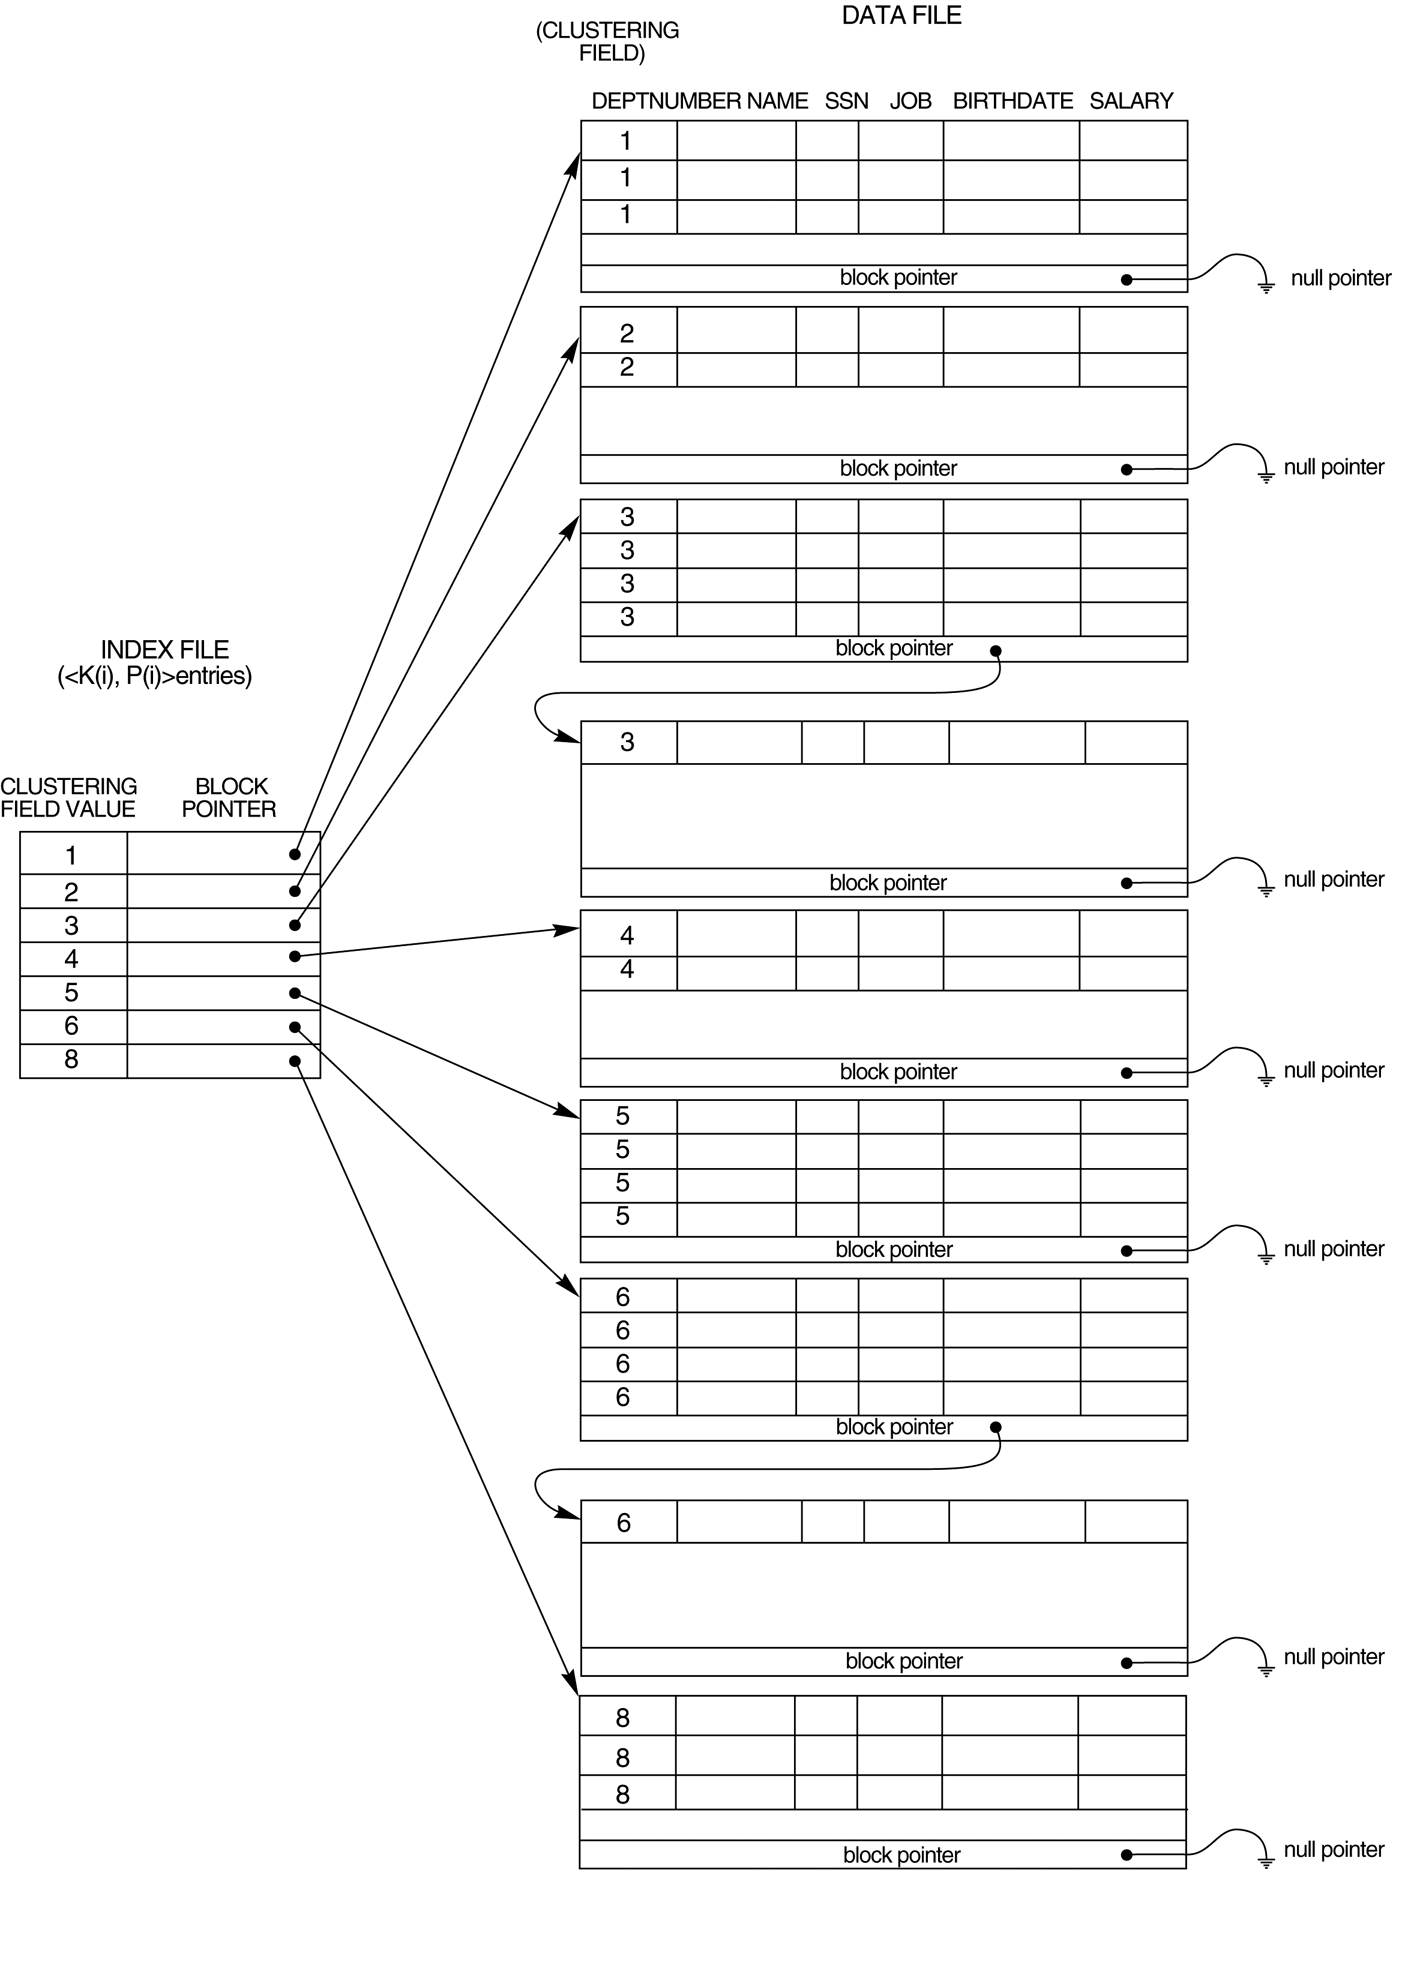 DATA FILE
(CLUSTERING
FIELD)
DEPTNUMBER NAME SSN JOB BIRTHDATE SALARY
1
1
1
block pointer
null pointer
2
2
block pointer
null pointer
3
3
3
3
block pointer
INDEX FILE
(<K(i), P(i)>entries)
CLUSTERING
FIELD VALUE
BLOCK
POINTER
1
2
3
4
5
6
8
3
block pointer
null pointer
4
4
block pointer
null pointer
5
5
5
5
block pointer
null pointer
6
6
6
6
block pointer
6
block pointer
null pointer
8
8
8
block pointer
null pointer